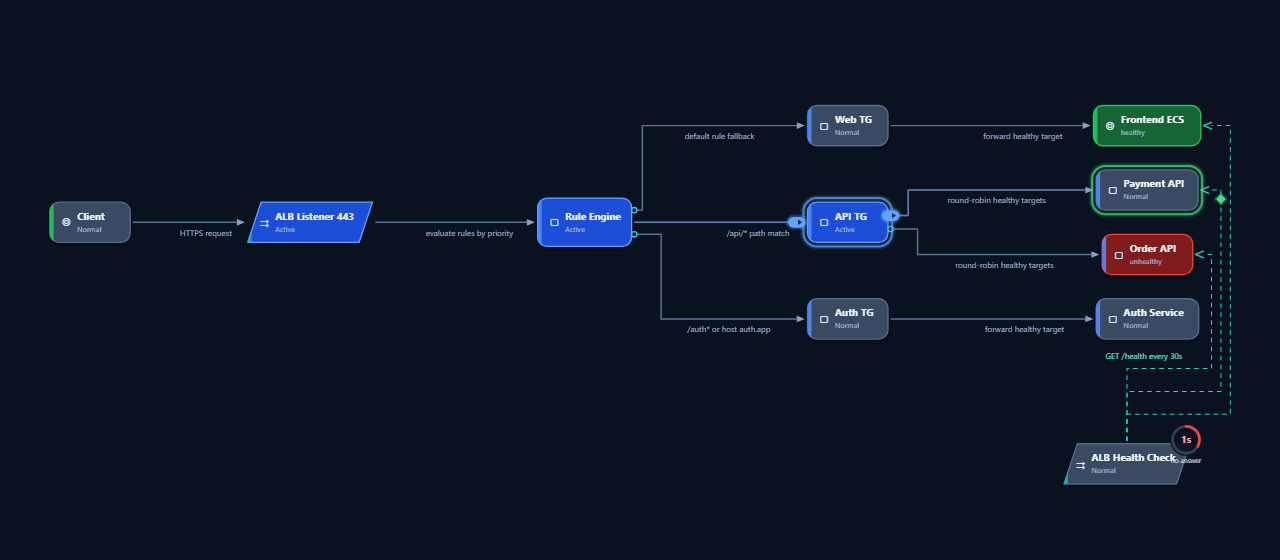 Client
Normal
HTTPS request
ALB Listener 443
Active
evaluate rules by priority
Rule Engine
Active
default rule fallback
/api/* path match
/auth* or host auth.app
Web TG
Normal
forward healthy target
Frontend ECS
healthy
API TG
Active
round-robin healthy targets
Payment API
Normal
round-robin healthy targets
Order API
unhealthy
Auth TG
Normal
forward healthy target
Auth Service
Normal
GET /health every 30s
1s
no answer
ALB Health Check
Normal